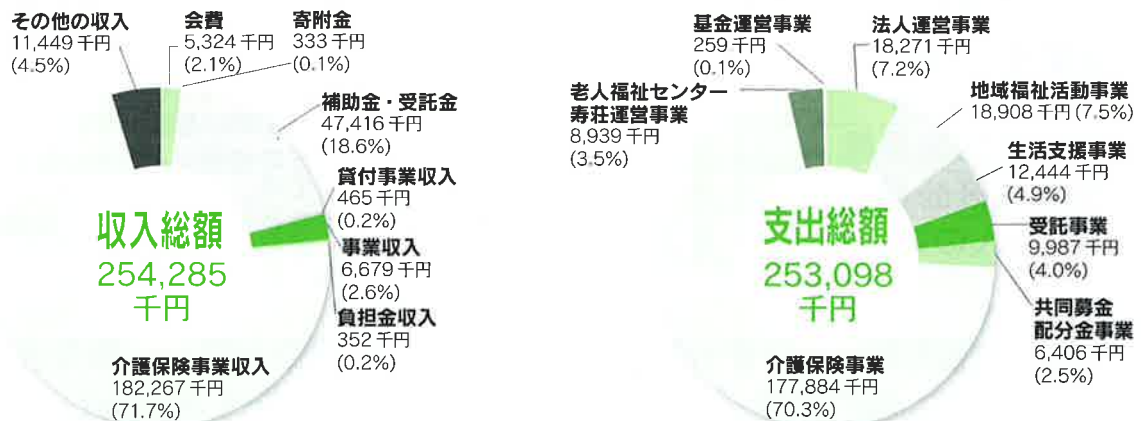 その他の収入
11,449 千円
(4.5%)
会費
5,324 千円
(2.1%)
寄附金
333 千円
(0.1%)
補助金・受託金
47,416 千円
(18.6%)
貸付事業収入
465 千円
(0.2%)
事業収入
6,679 千円
(2.6%)
負担金収入
352 千円
(0.2%)
介護保険事業収入
182,267 千円
(71.7%)
収入総額
254,285
千円
基金運営事業
259 千円
(0.1%)
法人運営事業
18,271 千円
(7.2%)
老人福祉センター
寿荘運営事業
8,939 千円
(3.5%)
地域福祉活動事業
18,908 千円 (7.5%)
生活支援事業
12,444 千円
(4.9%)
受託事業
9,987 千円
(4.0%)
共同募金
配分金事業
6,406 千円
(2.5%)
介護保険事業
177,884 千円
(70.3%)
支出総額
253,098
千円